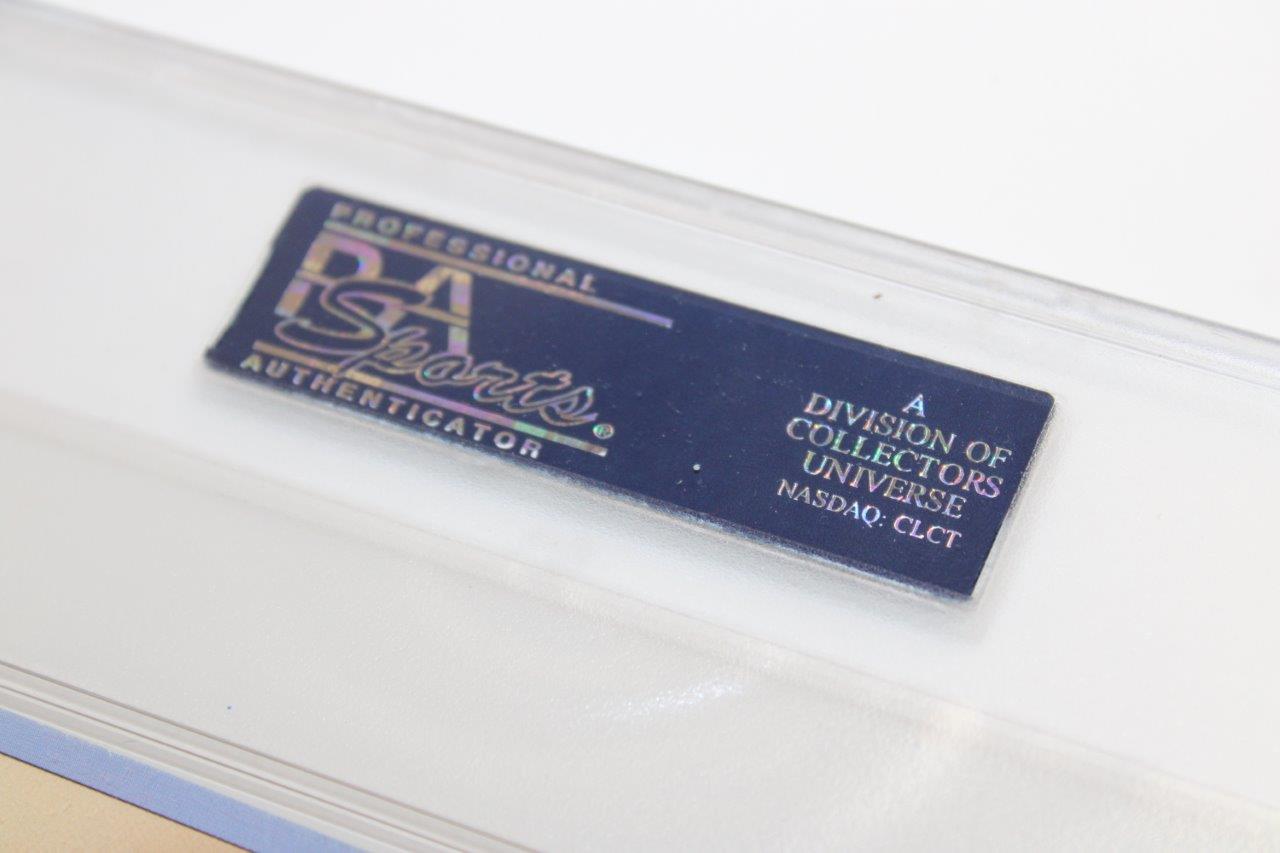 PROFESSIONAL
PSA
Sports®
AUTHENTICATOR
A
DIVISION OF
COLLECTORS
UNIVERSE
NASDAQ: CLCT